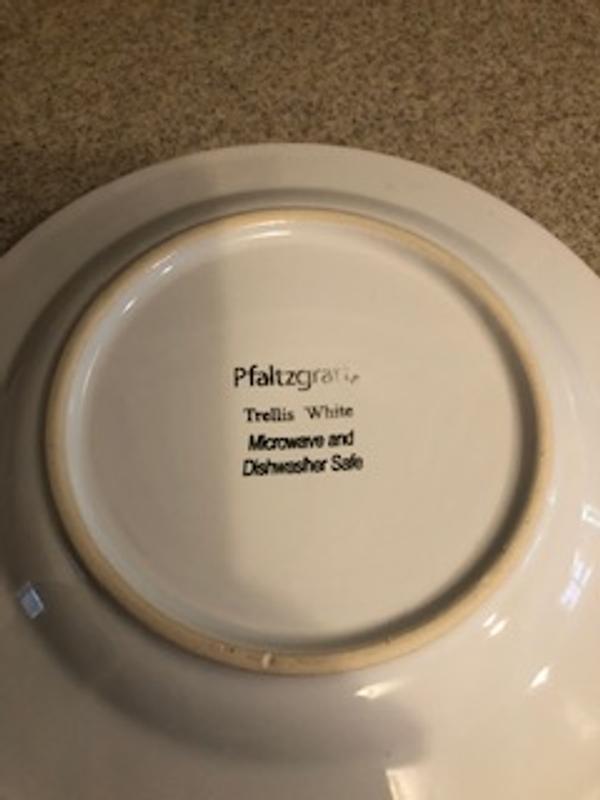 Pfaltzgraff
Trellis White
Microwave and
Dishwasher Safe